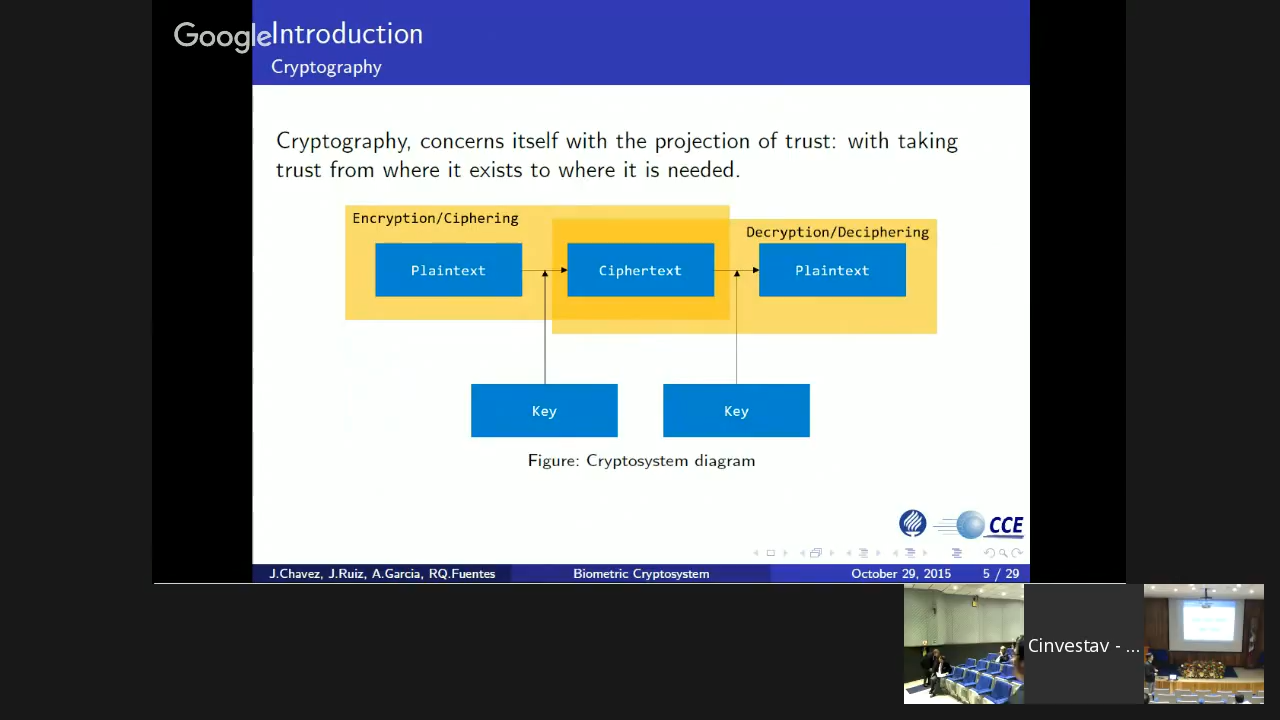 Google
Introduction
Cryptography
Cryptography, concerns itself with the projection of trust: with taking
trust from where it exists to where it is needed.
Encryption/Ciphering
Decryption/Deciphering
Plaintext
Ciphertext
Plaintext
Key
Key
Figure: Cryptosystem diagram
CCE
J.Chavez, J.Ruiz, A.Garcia, RQ.Fuentes
Biometric Cryptosystem
October 29, 2015
5 / 29
Cinvestav - ...